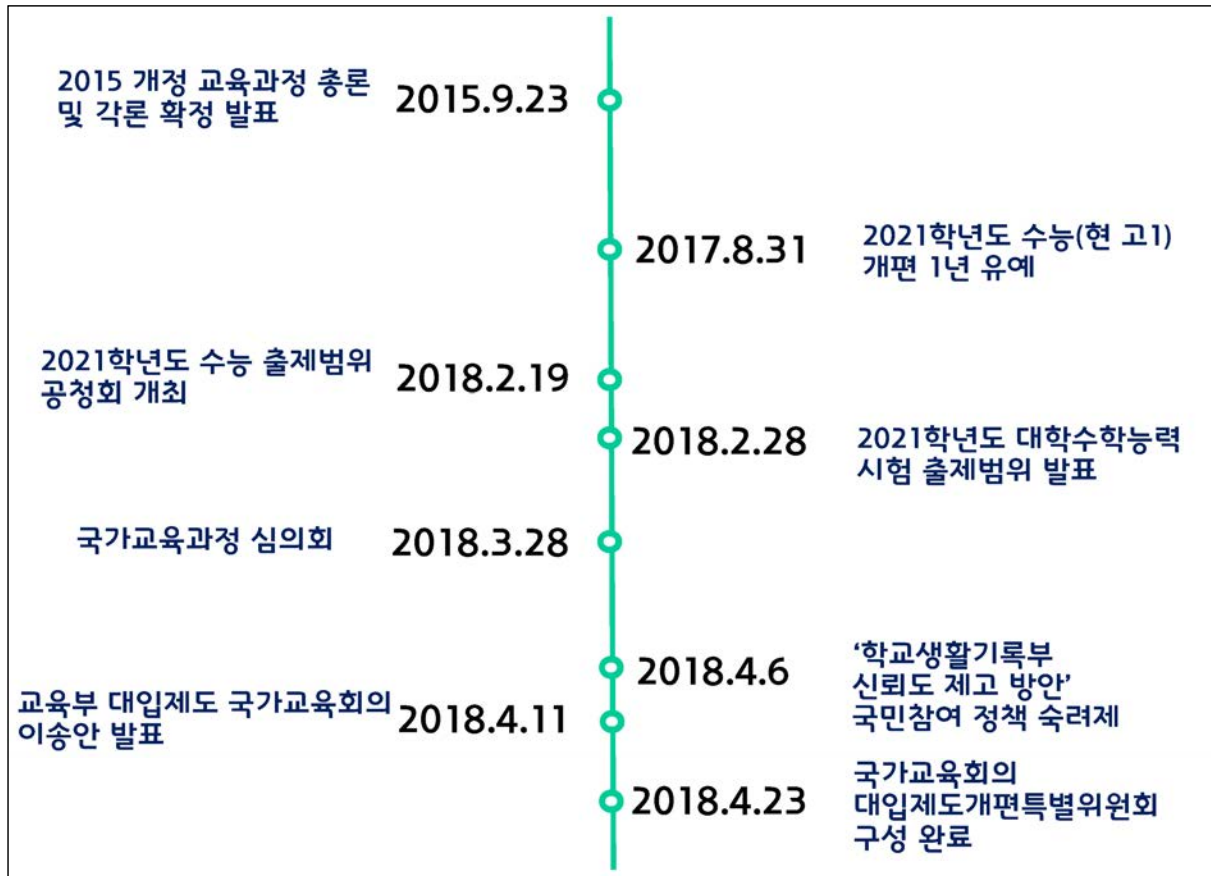 2015 개정 교육과정 총론
및 각론 확정 발표
2015.9.23
2017.8.31
2021학년도 수능(현 고1)
개편 1년 유예
2021학년도 수능 출제범위
공청회 개최
2018.2.19
2018.2.28
2021학년도 대학수학능력
시험 출제범위 발표
국가교육과정 심의회
2018.3.28
2018.4.6
‘학교생활기록부
신뢰도 제고 방안’
국민참여 정책 숙려제
교육부 대입제도 국가교육회의
이송안 발표
2018.4.11
2018.4.23
국가교육회의
대입제도개편특별위원회
구성 완료